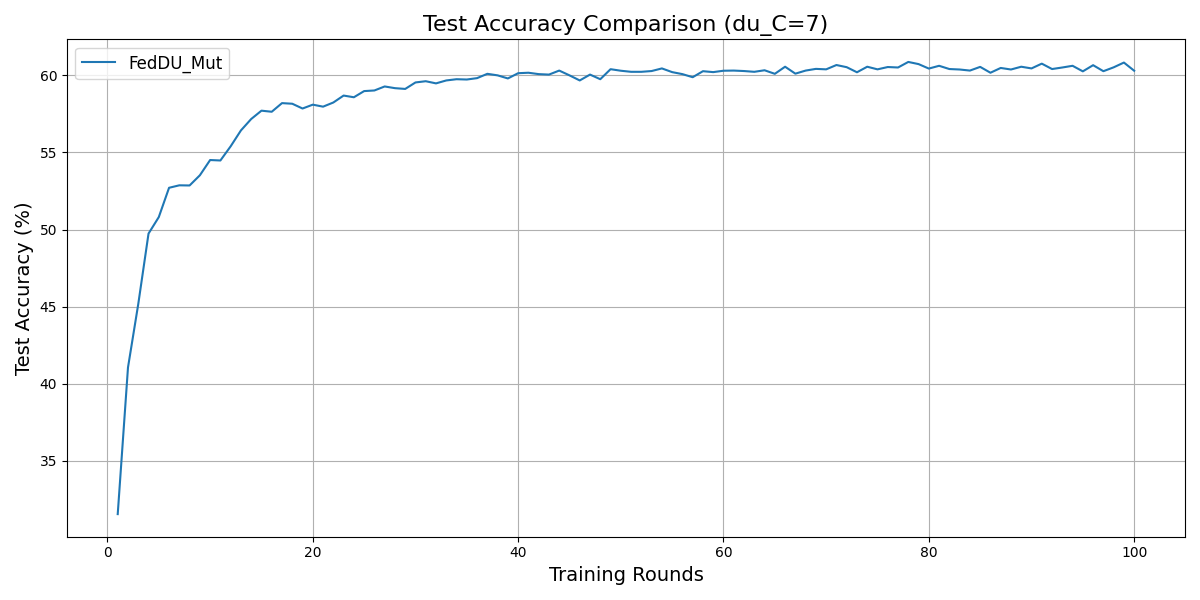 Test Accuracy Comparison (du_C=7)
FedDU_Mut
Test Accuracy (%)
60
55
50
45
40
35
0 20 40 60 80 100
Training Rounds